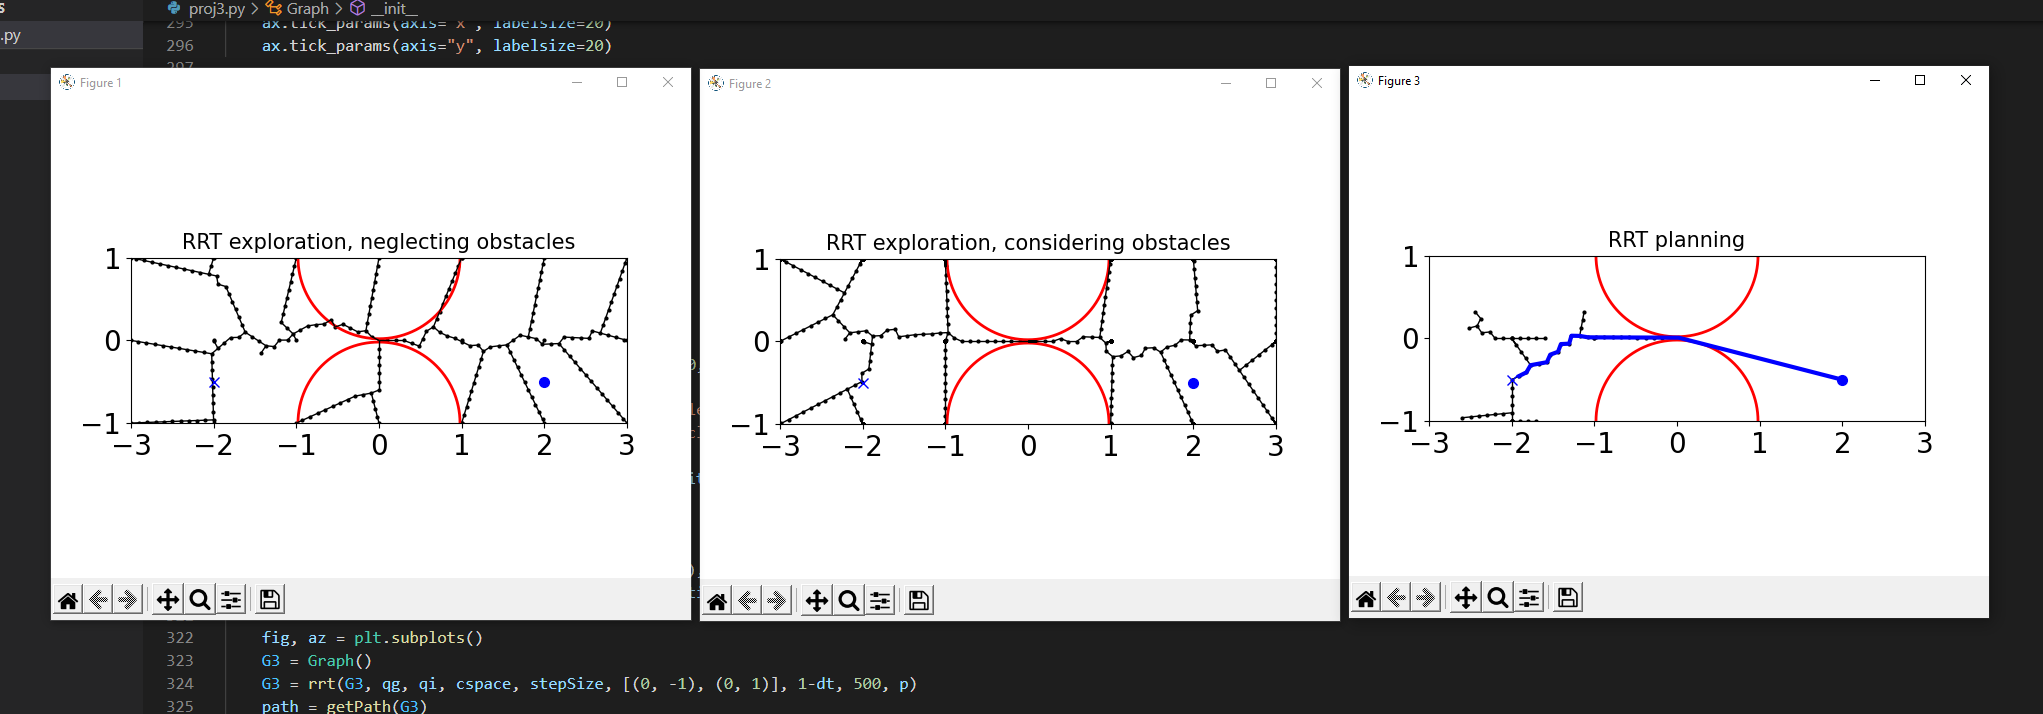 S
proj3.py > Graph > __init__
.py
295 ax.tick_params(axis="x", labelsize=20)
296 ax.tick_params(axis="y", labelsize=20)
297
Figure 1
RRT exploration, neglecting obstacles
1
0
−1
−3 −2 −1 0 1 2 3
Figure 2
RRT exploration, considering obstacles
1
0
−1
−3 −2 −1 0 1 2 3
Figure 3
RRT planning
1
0
−1
−3 −2 −1 0 1 2 3
322 fig, az = plt.subplots()
323 G3 = Graph()
324 G3 = rrt(G3, qg, qi, cspace, stepSize, [(0, -1), (0, 1)], 1-dt, 500, p)
325 path = getPath(G3)